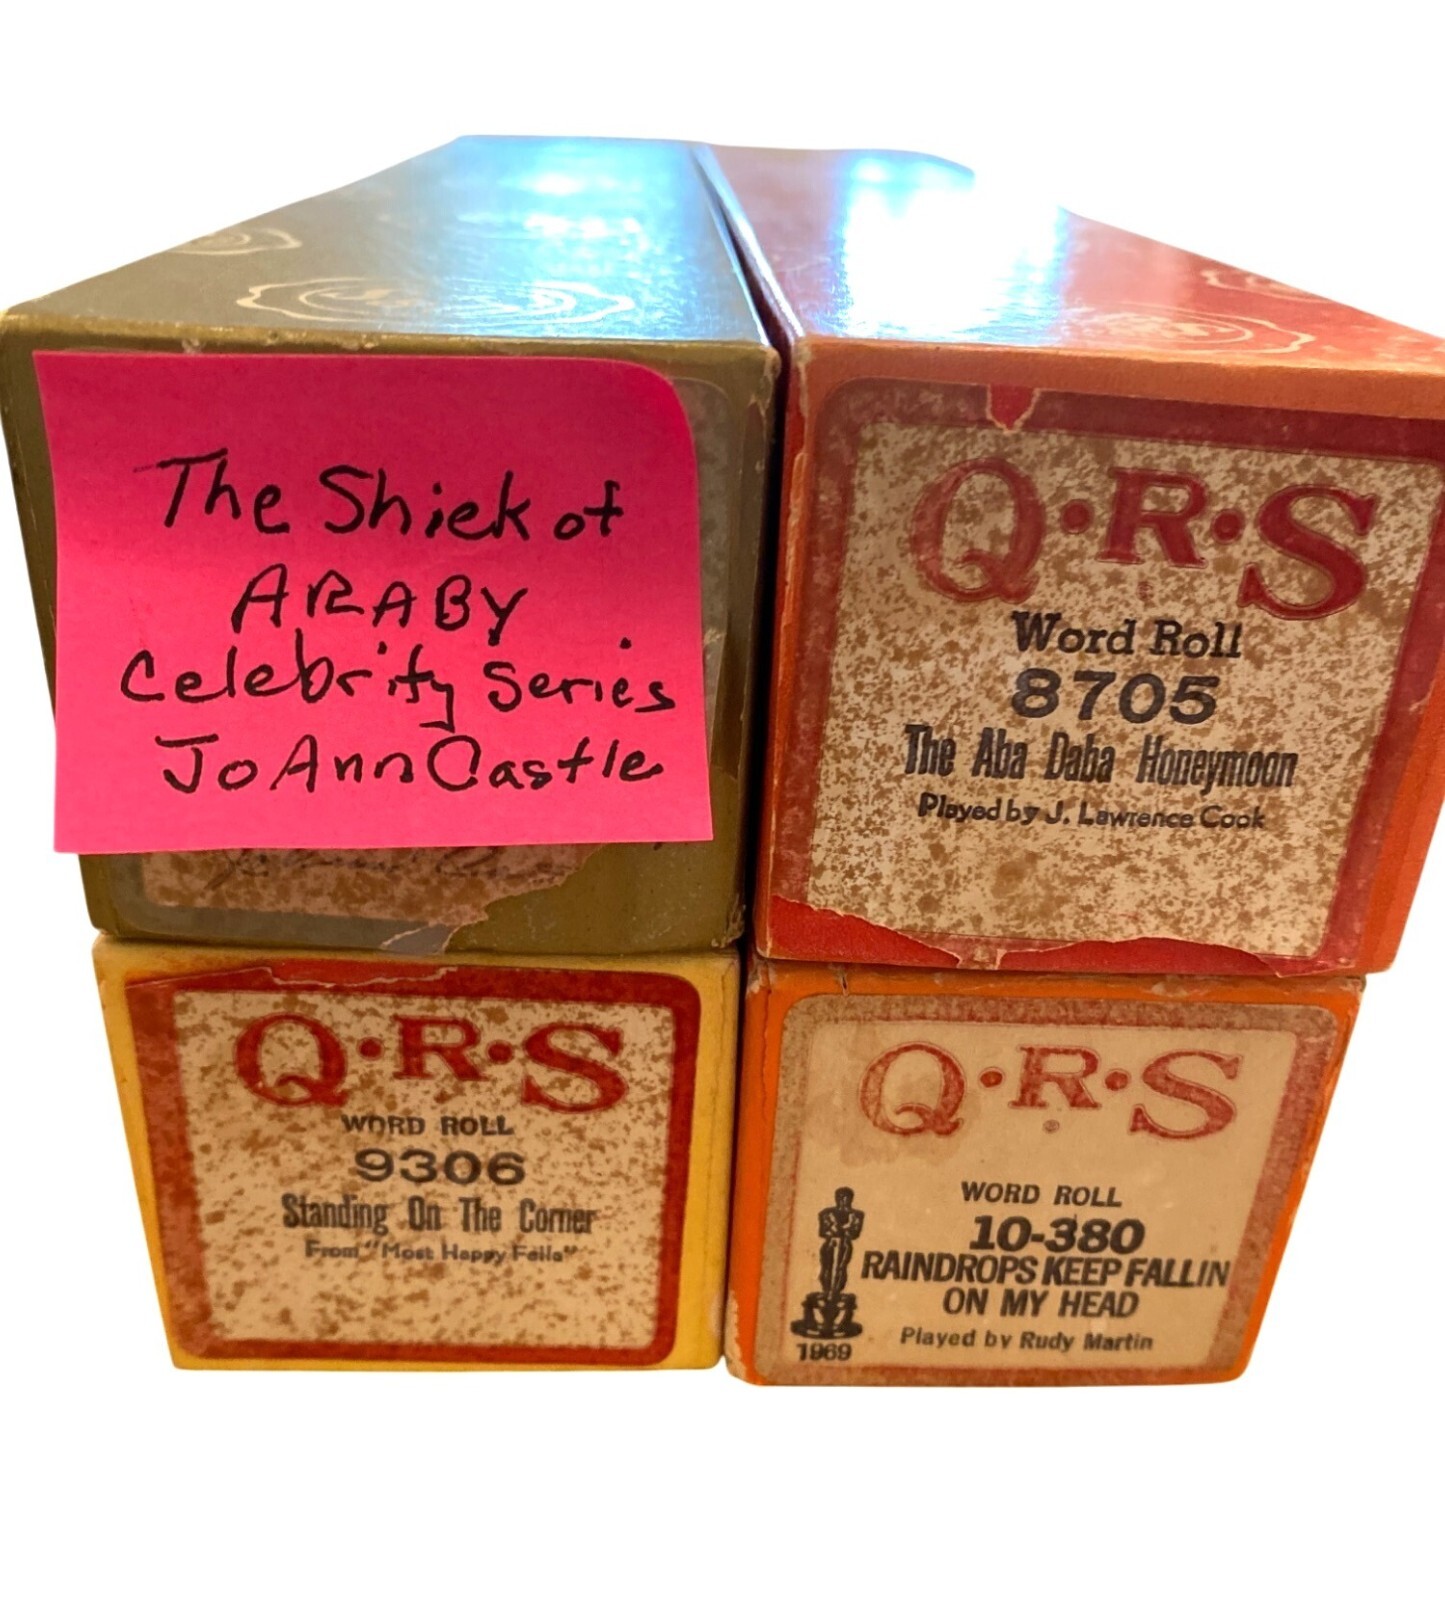 The Shiek of
ARABY
Celebrity Series
JoAnn Castle
Q·R·S
Word Roll
8705
The Aba Daba Honeymoon
Played by J. Lawrence Cook
Q·R·S
WORD ROLL
9306
Standing On The Corner
From "Most Happy Fella"
Q·R·S
WORD ROLL
10-380
RAINDROPS KEEP FALLIN
ON MY HEAD
Played by Rudy Martin
1969